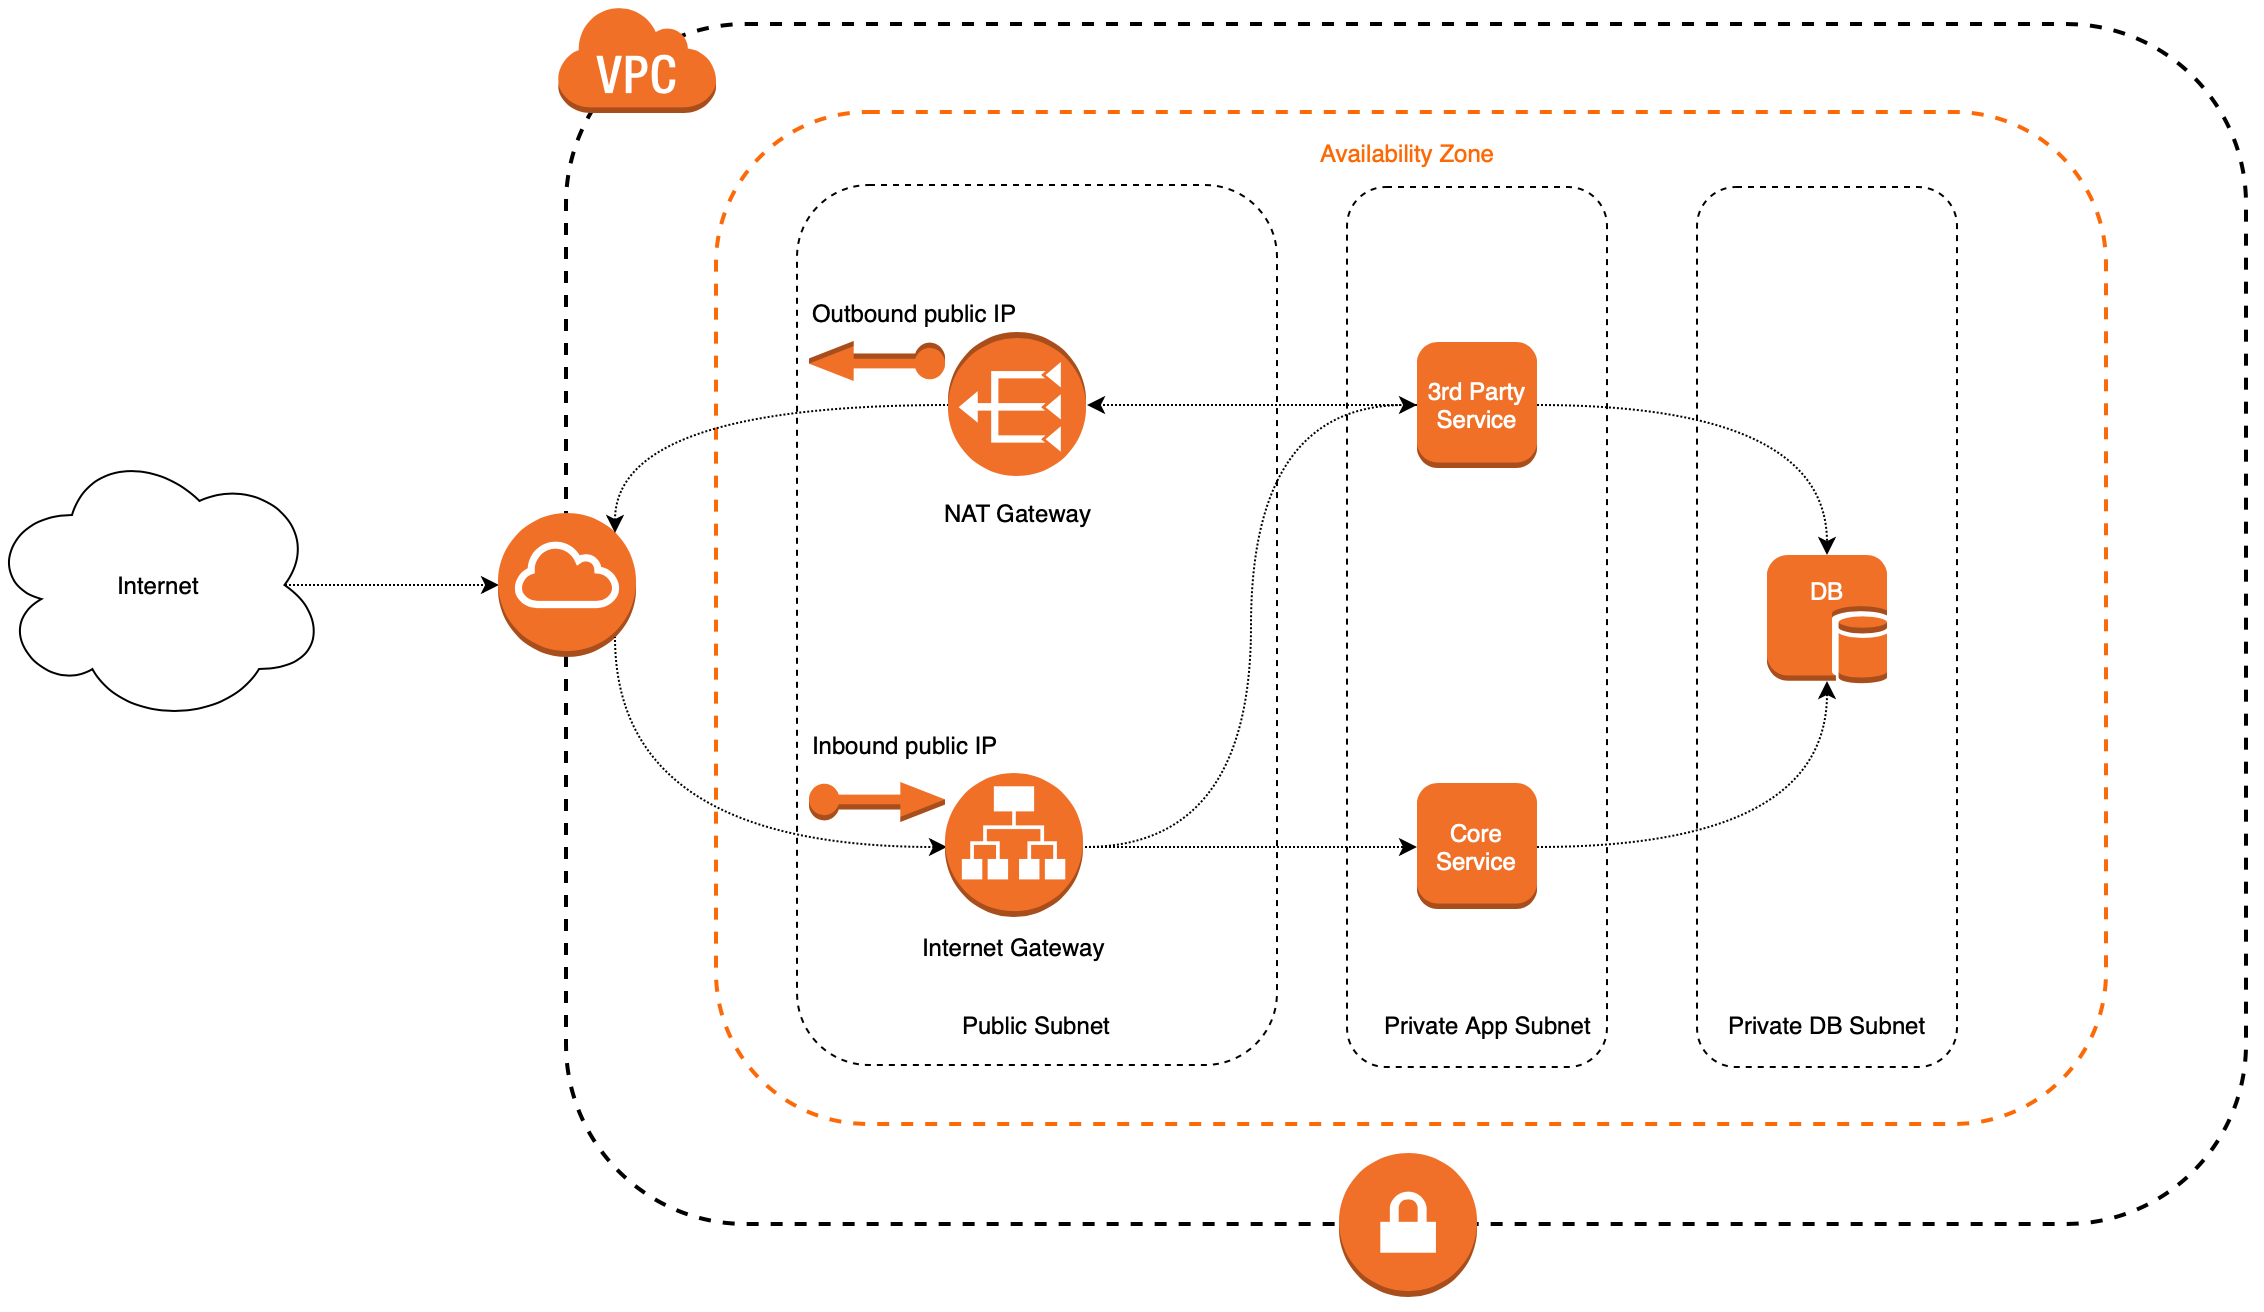 VPC
Availability Zone
Outbound public IP
3rd Party
Service
NAT Gateway
Internet
DB
Inbound public IP
Core
Service
Internet Gateway
Public Subnet
Private App Subnet
Private DB Subnet